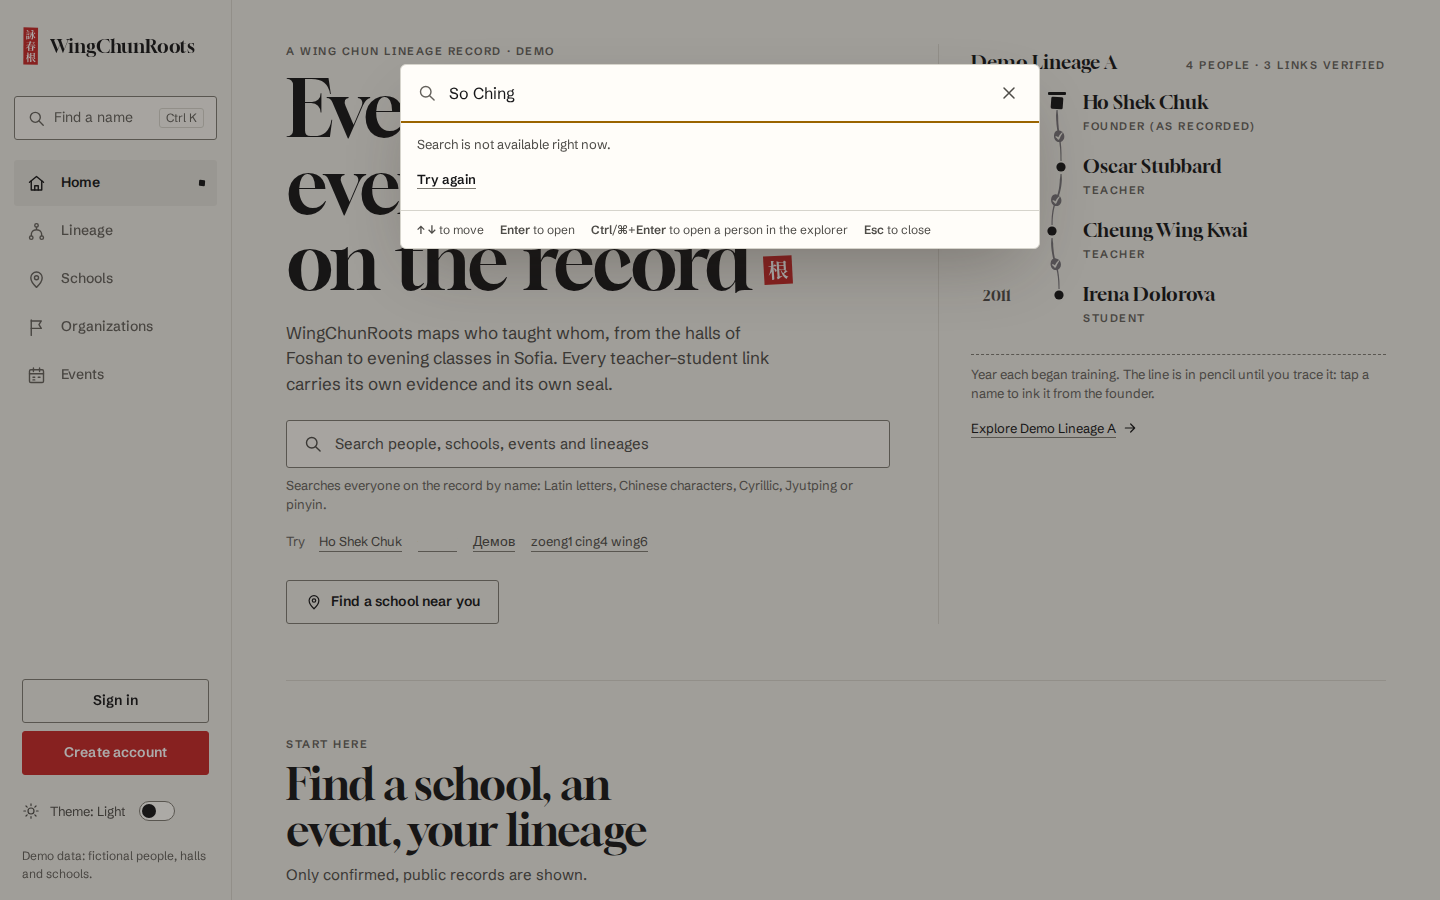 詠春根
WingChunRoots
Find a name
Ctrl K
Home
Lineage
Schools
Organizations
Events
Sign in
Create account
Theme: Light
Demo data: fictional people, halls
and schools.
So Ching
Search is not available right now.
Try again
↑ ↓ to move
Enter to open
Ctrl/⌘+Enter to open a person in the explorer
Esc to close
A WING CHUN LINEAGE RECORD · DEMO
on the record
根
WingChunRoots maps who taught whom, from the halls of
Foshan to evening classes in Sofia. Every teacher–student link
carries its own evidence and its own seal.
Search people, schools, events and lineages
Searches everyone on the record by name: Latin letters, Chinese characters, Cyrillic, Jyutping or
pinyin.
Try
Ho Shek Chuk
Демов
zoeng1 cing4 wing6
Find a school near you
Demo Lineage A
4 PEOPLE · 3 LINKS VERIFIED
Ho Shek Chuk
FOUNDER (AS RECORDED)
Oscar Stubbard
TEACHER
Cheung Wing Kwai
TEACHER
2011
Irena Dolorova
STUDENT
Year each began training. The line is in pencil until you trace it: tap a
name to ink it from the founder.
Explore Demo Lineage A →
START HERE
Find a school, an
event, your lineage
Only confirmed, public records are shown.